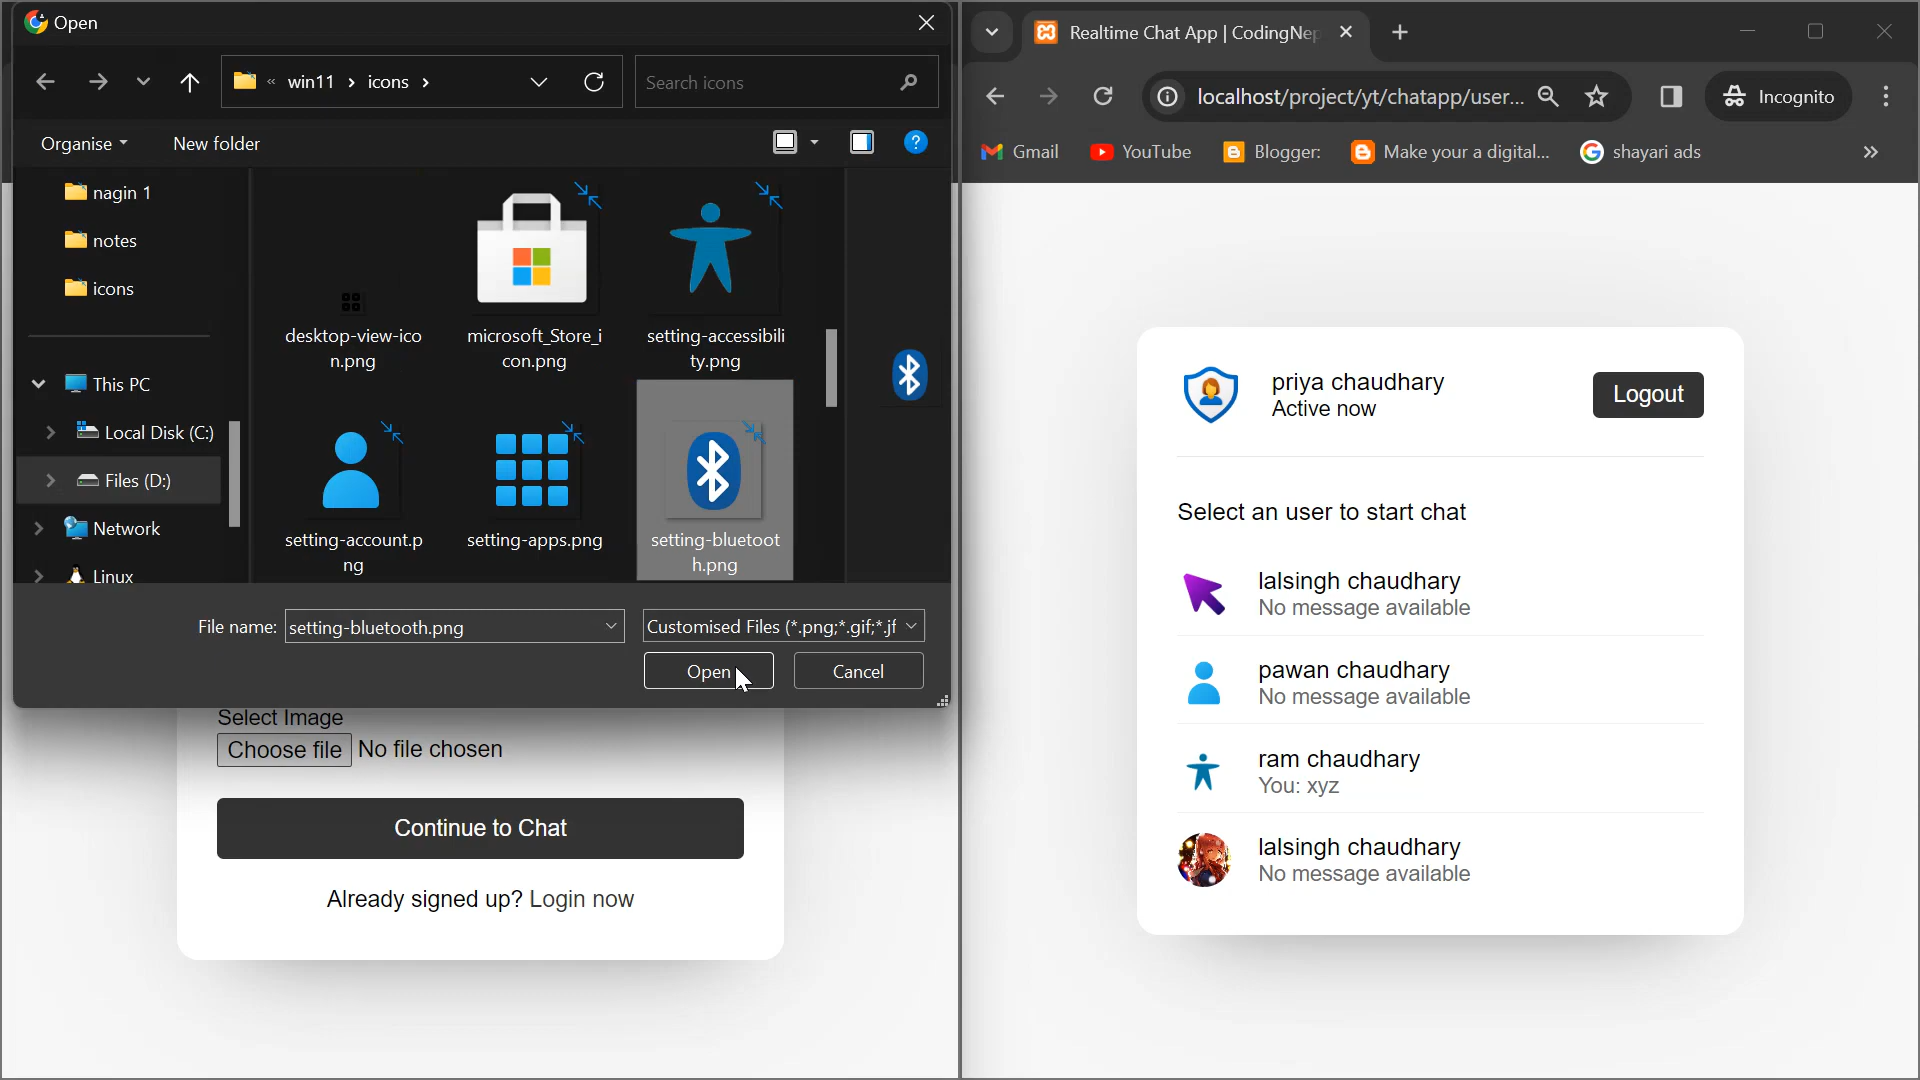 Open
win11 › icons ›
Search icons
Organise
New folder
nagin 1
notes
icons
This PC
Local Disk (C:)
Files (D:)
Network
Linux
desktop-view-ico
n.png
microsoft_Store_i
con.png
setting-accessibili
ty.png
setting-account.p
ng
setting-apps.png
setting-bluetoot
h.png
File name:
setting-bluetooth.png
Customised Files (*.png;*.gif;*.jf
Open
Cancel
Select Image
Choose file No file chosen
Continue to Chat
Already signed up? Login now
Realtime Chat App | CodingNep
localhost/project/yt/chatapp/user...
Incognito
Gmail
YouTube
Blogger:
Make your a digital...
shayari ads
priya chaudhary
Active now
Logout
Select an user to start chat
lalsingh chaudhary
No message available
pawan chaudhary
No message available
ram chaudhary
You: xyz
lalsingh chaudhary
No message available